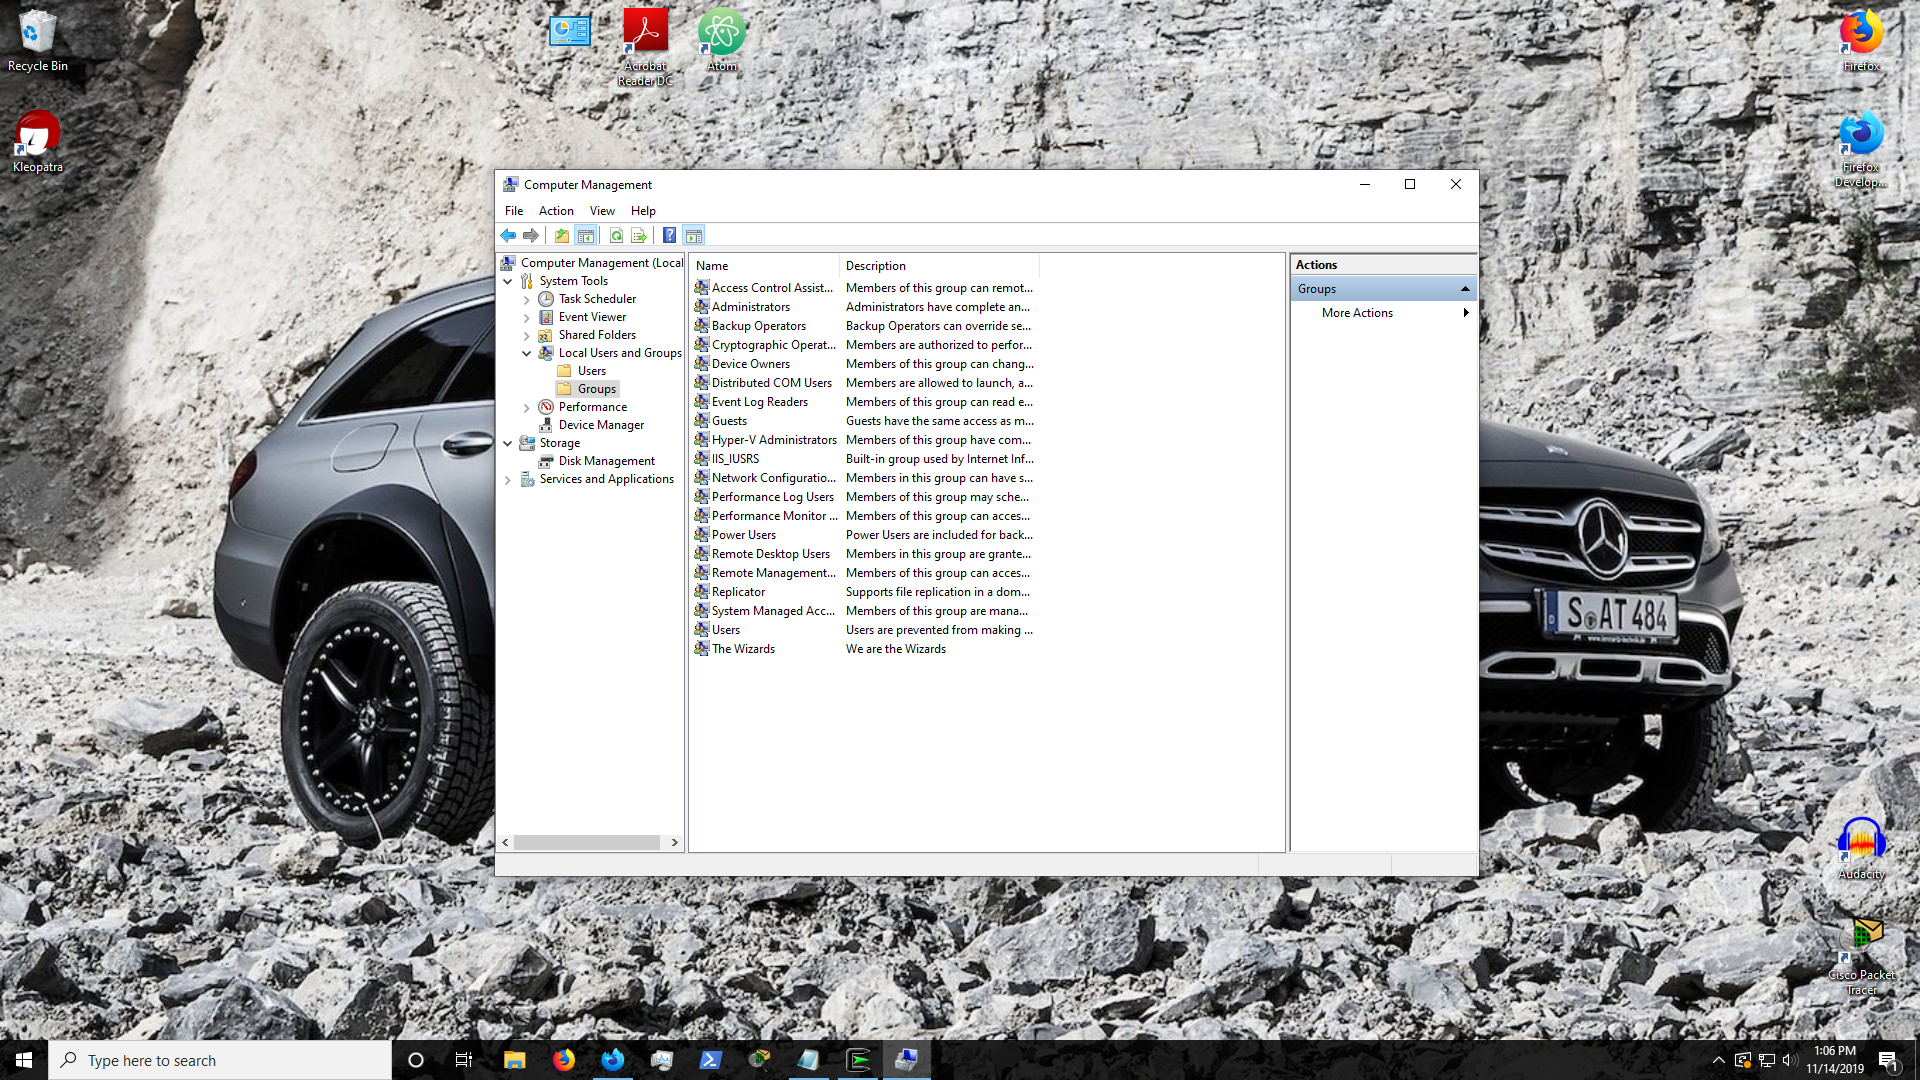 Recycle Bin
Kleopatra
Acrobat
Reader DC
Atom
Firefox
Firefox
Develop...
Computer Management
File Action View Help
Computer Management (Local
System Tools
Task Scheduler
Event Viewer
Shared Folders
Local Users and Groups
Users
Groups
Performance
Device Manager
Storage
Disk Management
Services and Applications
Name Description
Access Control Assist... Members of this group can remot...
Administrators Administrators have complete an...
Backup Operators Backup Operators can override se...
Cryptographic Operat... Members are authorized to perfor...
Device Owners Members of this group can chang...
Distributed COM Users Members are allowed to launch, a...
Event Log Readers Members of this group can read e...
Guests Guests have the same access as m...
Hyper-V Administrators Members of this group have com...
IIS_IUSRS Built-in group used by Internet Inf...
Network Configuratio... Members in this group can have s...
Performance Log Users Members of this group may sche...
Performance Monitor ... Members of this group can acces...
Power Users Power Users are included for back...
Remote Desktop Users Members in this group are grante...
Remote Management... Members of this group can acces...
Replicator Supports file replication in a dom...
System Managed Acc... Members of this group are mana...
Users Users are prevented from making ...
The Wizards We are the Wizards
Actions
Groups
More Actions
S AT 484
Audacity
Cisco Packet
Tracer
Type here to search
1:06 PM
11/14/2019
1